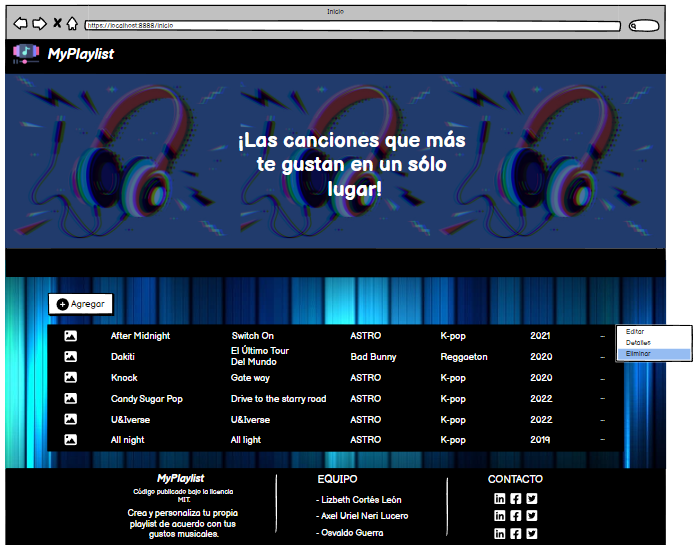 Inicio
https://localhost:8888/inicio
MyPlaylist
¡Las canciones que más
te gustan en un sólo
lugar!
Agregar
After Midnight Switch On ASTRO K-pop 2021 ...
Editar
Detalles
Eliminar
Dakiti El Último Tour Del Mundo Bad Bunny Reggaeton 2020 ...
Knock Gate way ASTRO K-pop 2020 ...
Candy Sugar Pop Drive to the starry road ASTRO K-pop 2022 ...
U&Iverse U&Iverse ASTRO K-pop 2022 ...
All night All light ASTRO K-pop 2019 ...
MyPlaylist
Código publicado bajo la licencia
MIT.
Crea y personaliza tu propia
playlist de acuerdo con tus
gustos musicales.
EQUIPO
- Lizbeth Cortés León
- Axel Uriel Neri Lucero
- Osvaldo Guerra
CONTACTO